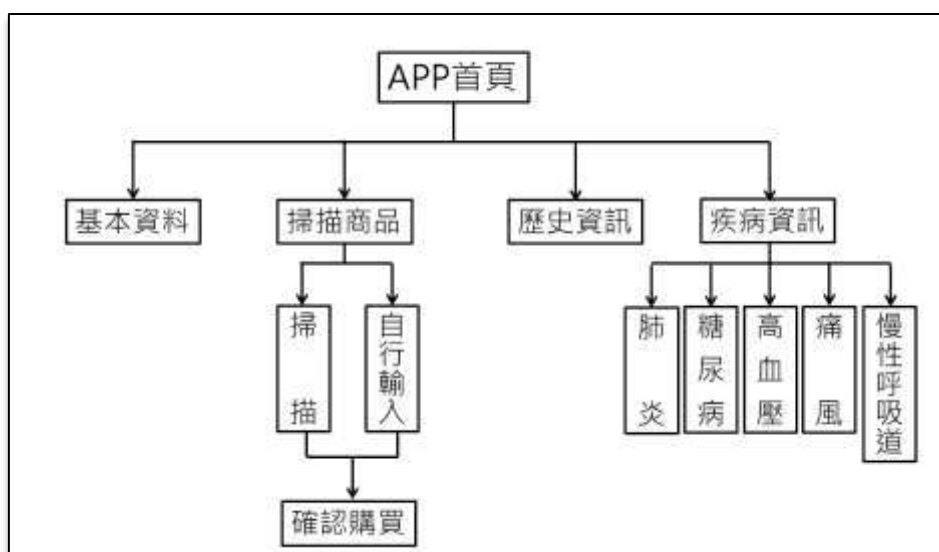 APP首頁
基本資料
掃描商品
歷史資訊
疾病資訊
掃描
自行輸入
肺炎
糖尿病
高血壓
痛風
慢性呼吸道
確認購買